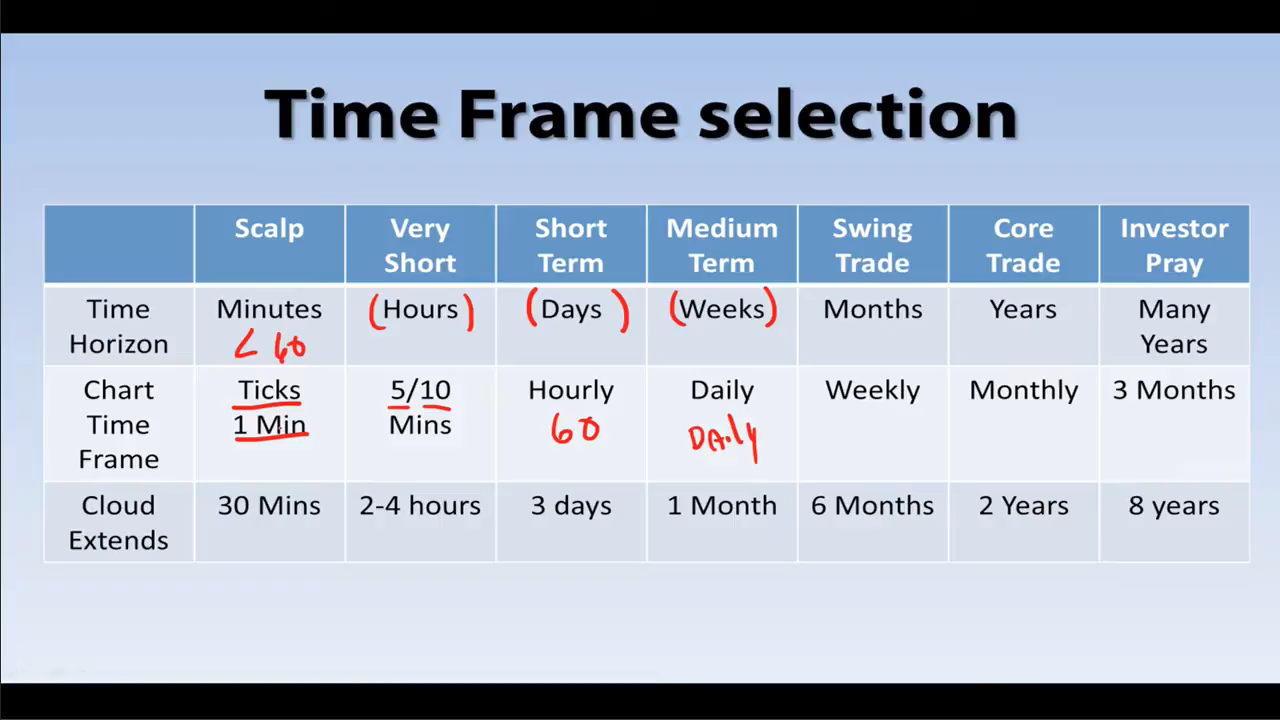 Time Frame selection
Scalp Very Short Short Term Medium Term Swing Trade Core Trade Investor Pray
Time Horizon Minutes < 60 (Hours) (Days) (Weeks) Months Years Many Years
Chart Time Frame Ticks 1 Min 5/10 Mins Hourly 60 Daily Daily Weekly Monthly 3 Months
Cloud Extends 30 Mins 2-4 hours 3 days 1 Month 6 Months 2 Years 8 years